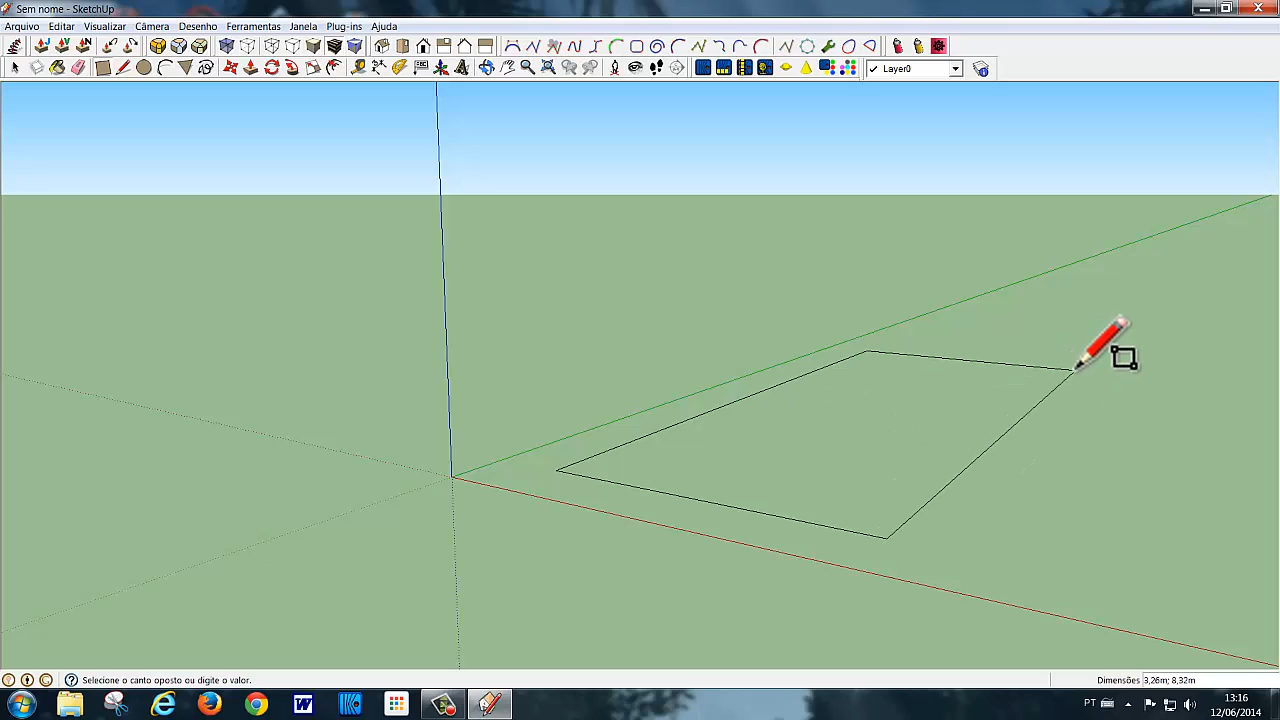 Sem nome - SketchUp
Arquivo Editar Visualizar Câmera Desenho Ferramentas Janela Plug-ins Ajuda
Layer0
Selecione o canto oposto ou digite o valor.
Dimensões 3,26m; 8,32m
PT 13:16
12/06/2014